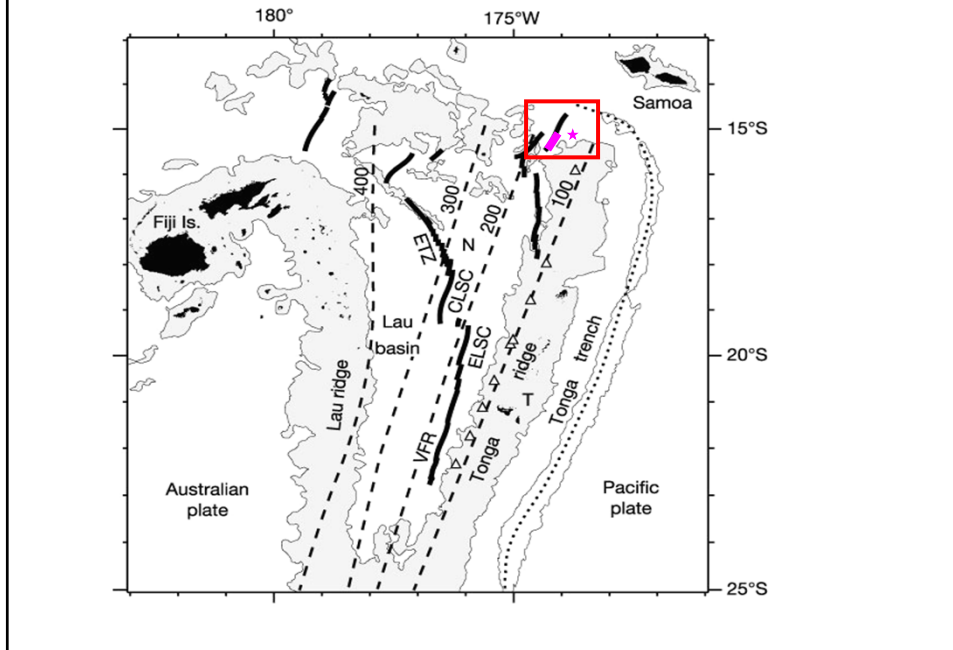 180°
175°W
Samoa
15°S
400
300
200
100
Fiji Is.
ETZ
N
CLSC
Lau
basin
ELSC
20°S
Lau ridge
ridge
Tonga
trench
Tonga
T
VFR
Australian
plate
Pacific
plate
25°S